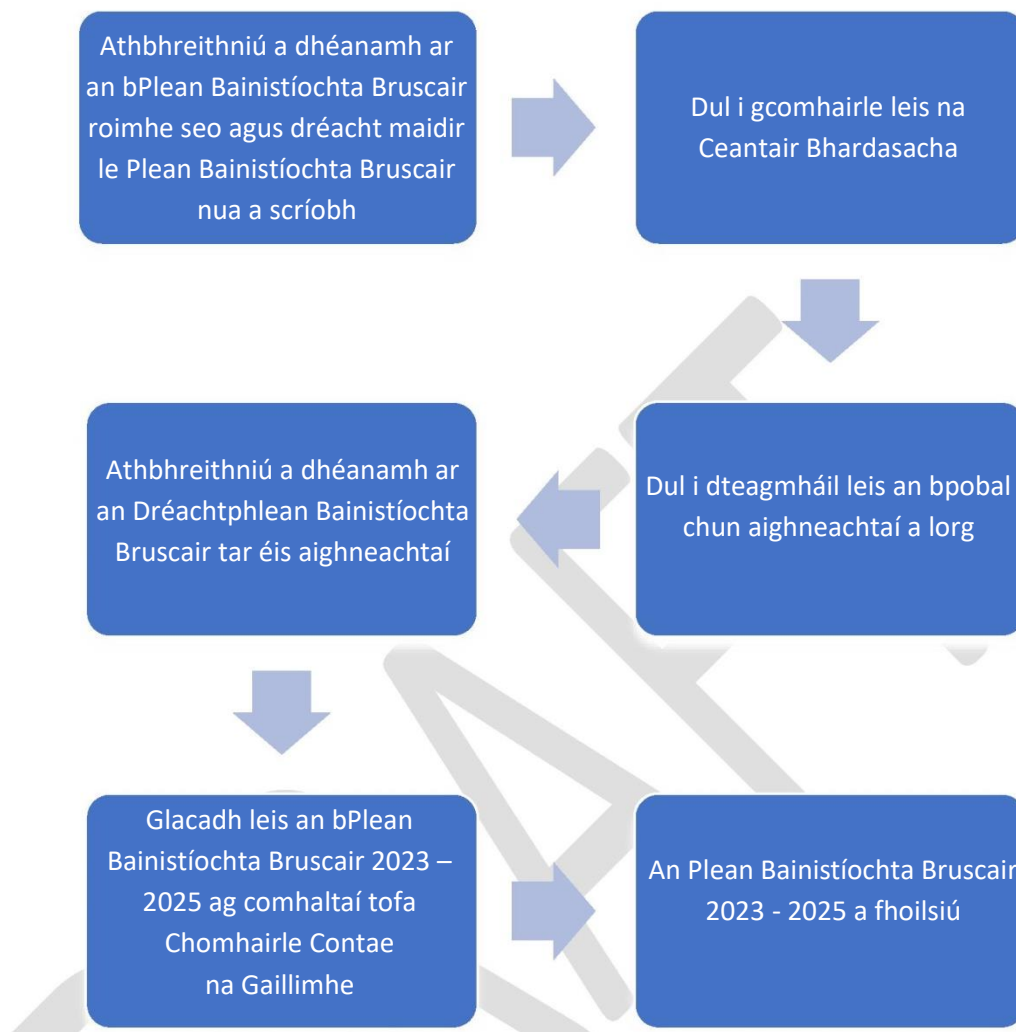 Athbhreithniú a dhéanamh ar
an bPlean Bainistíochta Bruscair
roimhe seo agus dréacht maidir
le Plean Bainistíochta Bruscair
nua a scríobh
Dul i gcomhairle leis na
Ceantair Bhardasacha
Dul i dteagmháil leis an bpobal
chun aighneachtaí a lorg
Athbhreithniú a dhéanamh ar
an Dréachtphlean Bainistíochta
Bruscair tar éis aighneachtaí
Glacadh leis an bPlean
Bainistíochta Bruscair 2023 –
2025 ag comhaltaí tofa
Chomhairle Contae
na Gaillimhe
An Plean Bainistíochta Bruscair
2023 - 2025 a fhoilsiú